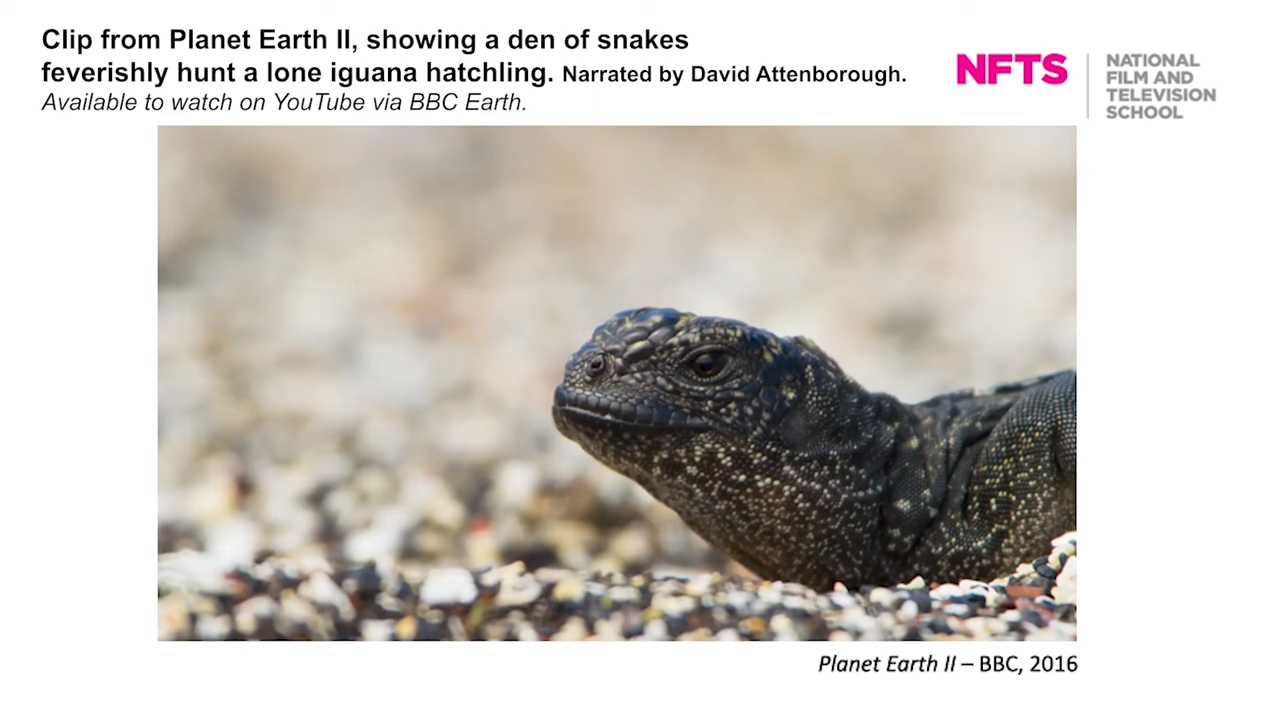 Clip from Planet Earth II, showing a den of snakes
feverishly hunt a lone iguana hatchling. Narrated by David Attenborough.
Available to watch on YouTube via BBC Earth.
NFTS
NATIONAL
FILM AND
TELEVISION
SCHOOL
Planet Earth II – BBC, 2016